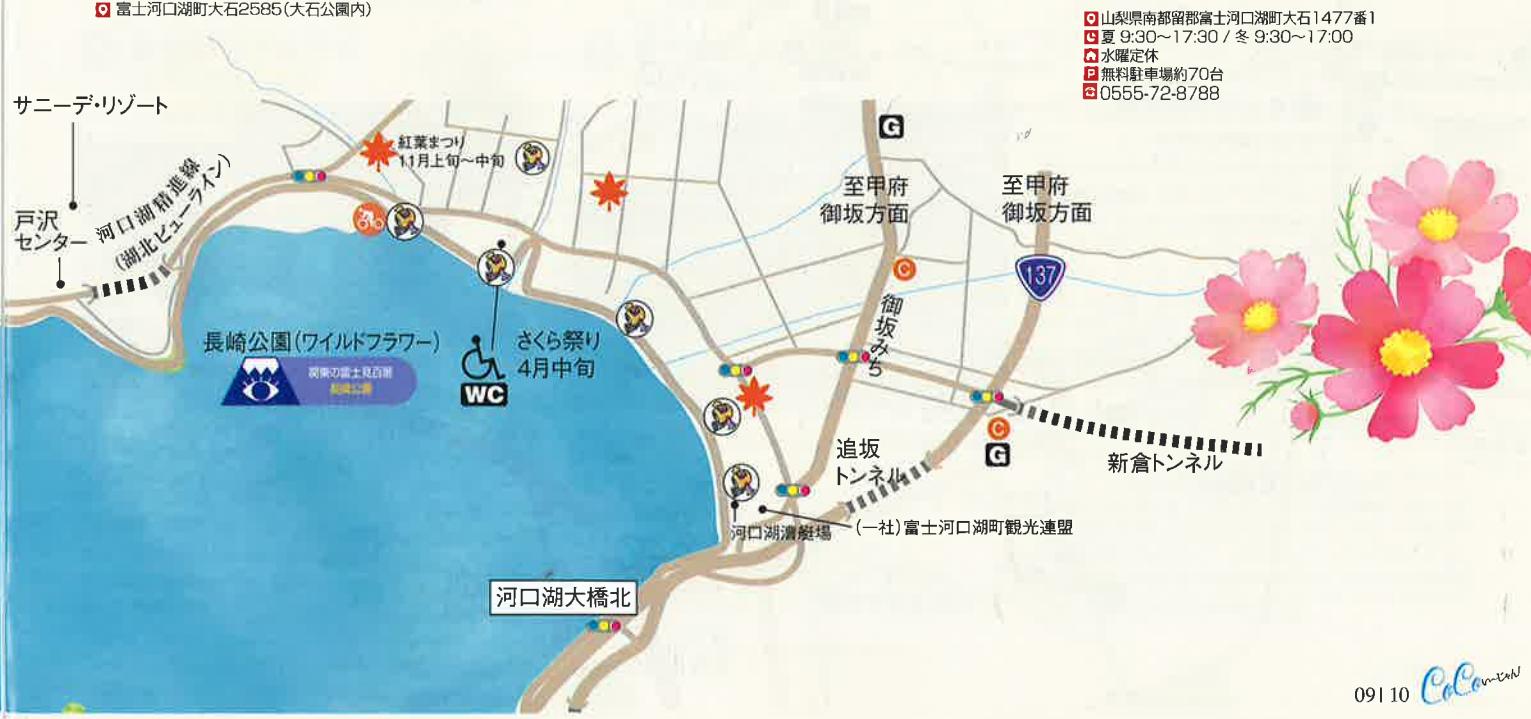 富士河口湖町大石2585(大石公園内)
山梨県南都留郡富士河口湖町大石1477番1
夏 9:30〜17:30 / 冬 9:30〜17:00
水曜定休
P 無料駐車場約70台
0555-72-8788
サニーデ・リゾート
戸沢
センター
河口湖精進線
(湖北ビューライン)
紅葉まつり
11月上旬〜中旬
G
至甲府
御坂方面
至甲府
御坂方面
137
C
御坂みち
長崎公園(ワイルドフラワー)
関東の富士見百景
長崎公園
さくら祭り
4月中旬
WC
C
G
追坂
トンネル
新倉トンネル
河口湖漕艇場
(一社)富士河口湖町観光連盟
河口湖大橋北
09| 10
CoCo